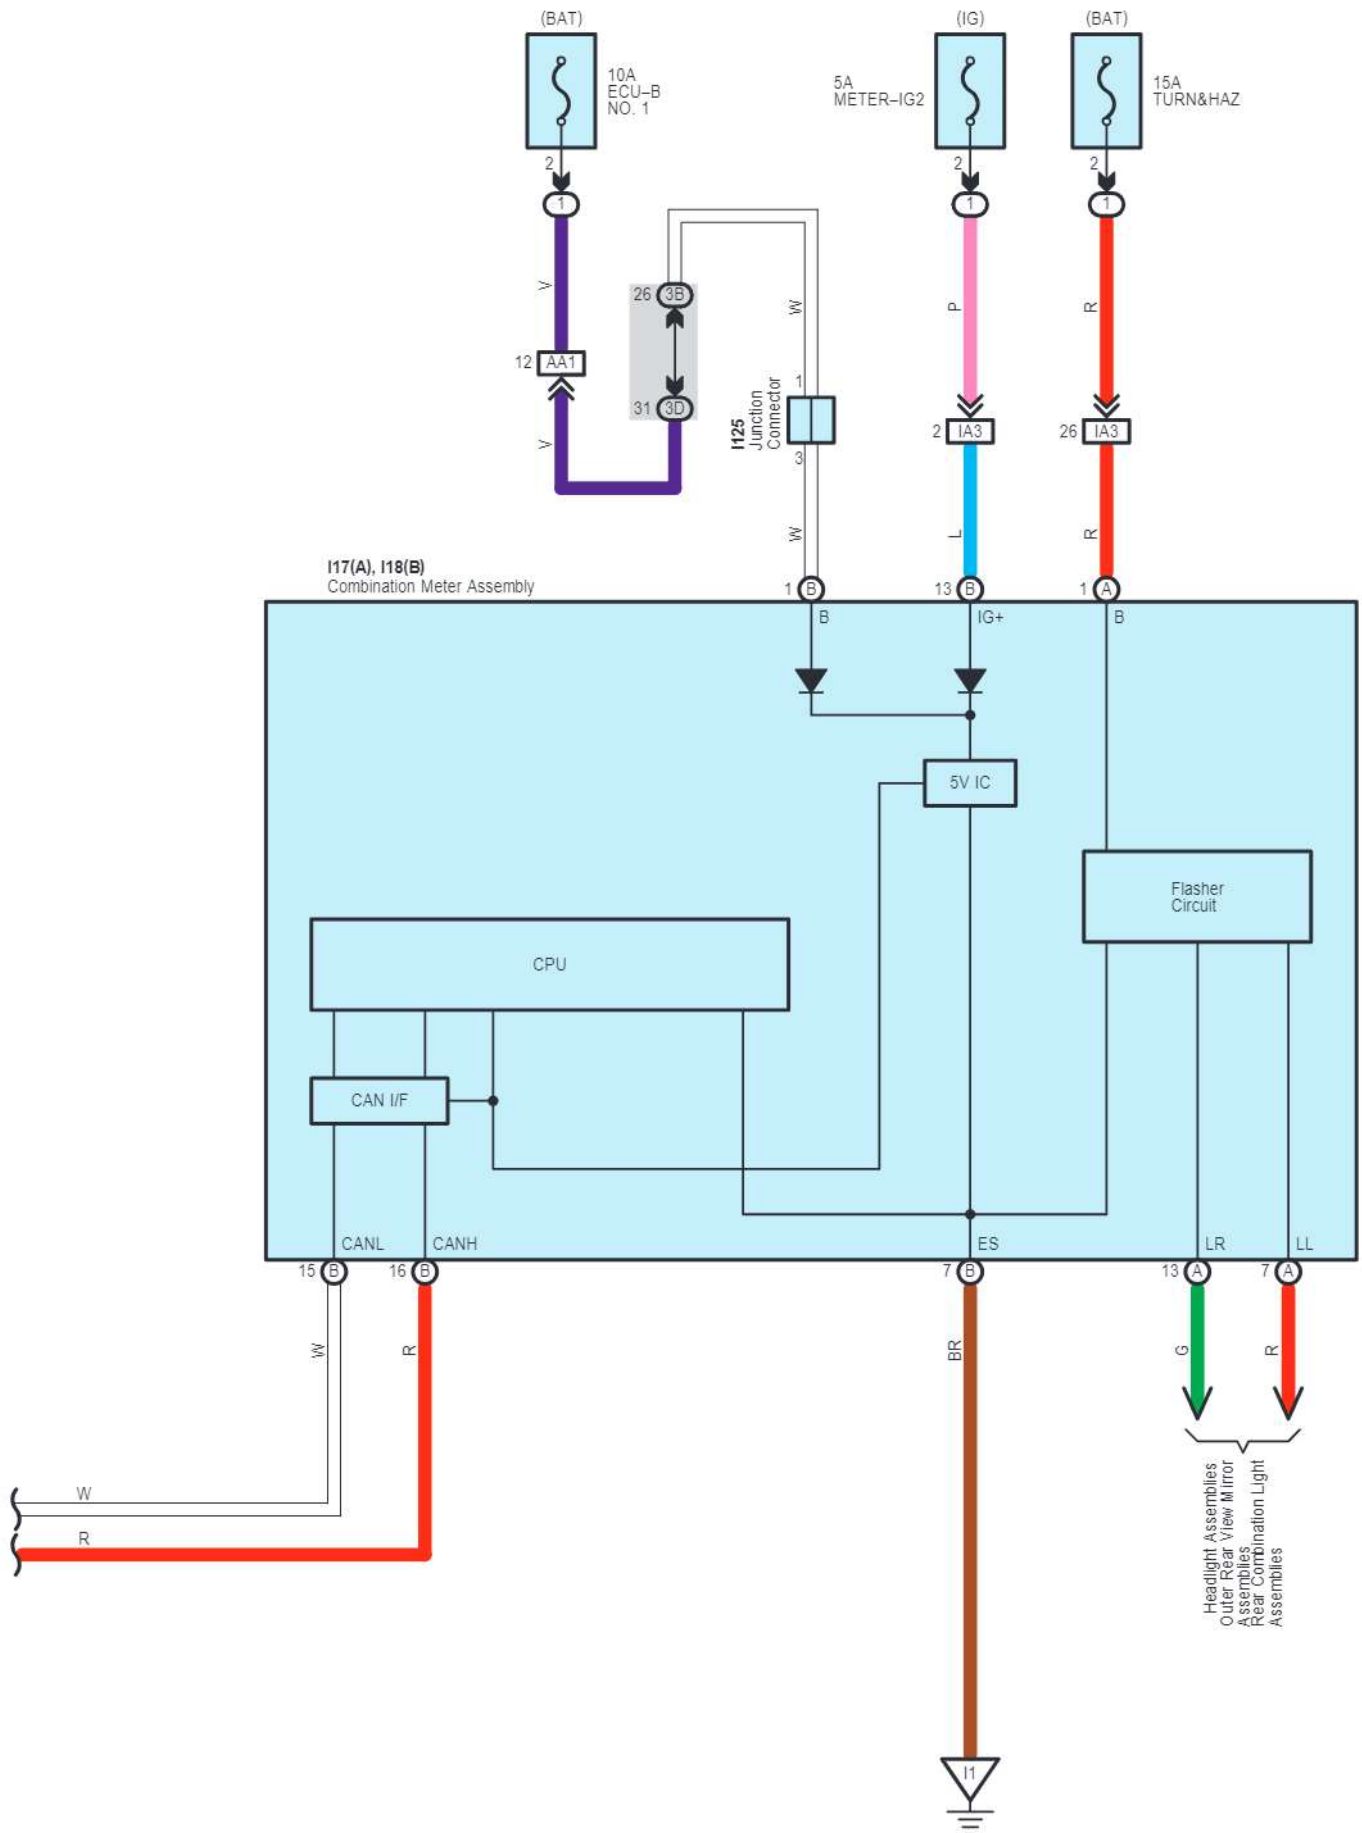 (BAT)
(IG)
(BAT)
10A
ECU–B
NO. 1
5A
METER–IG2
15A
TURN&HAZ
2
2
2
1
1
1
V
26
3B
W
P
R
12
AA1
1
I125
Junction
Connector
31
3D
2
IA3
26
IA3
V
3
W
L
R
I17(A), I18(B)
Combination Meter Assembly
1
B
13
B
1
A
B
IG+
B
5V IC
Flasher
Circuit
CPU
CAN I/F
CANL
CANH
ES
LR
LL
15
B
16
B
7
B
13
A
7
A
W
R
BR
G
R
W
R
Headlight Assemblies
Outer Rear View Mirror
Assemblies
Rear Combination Light
Assemblies
I1